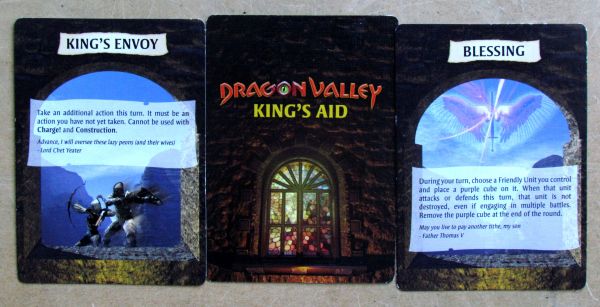 KING'S ENVOY
Take an additional action this turn. It must be an
action you have not yet taken. Cannot be used with
Charge! and Construction.
Advance, I will oversee these lazy peons (and their wives)
- Lord Chet Yeater
DRAGON VALLEY
KING'S AID
BLESSING
During your turn, choose a Friendly Unit you control
and place a purple cube on it. When that unit
attacks or defends this turn, that unit is not
destroyed, even if engaging in multiple battles.
Remove the purple cube at the end of the round.
May you live to pay another tithe, my son
- Father Thomas V